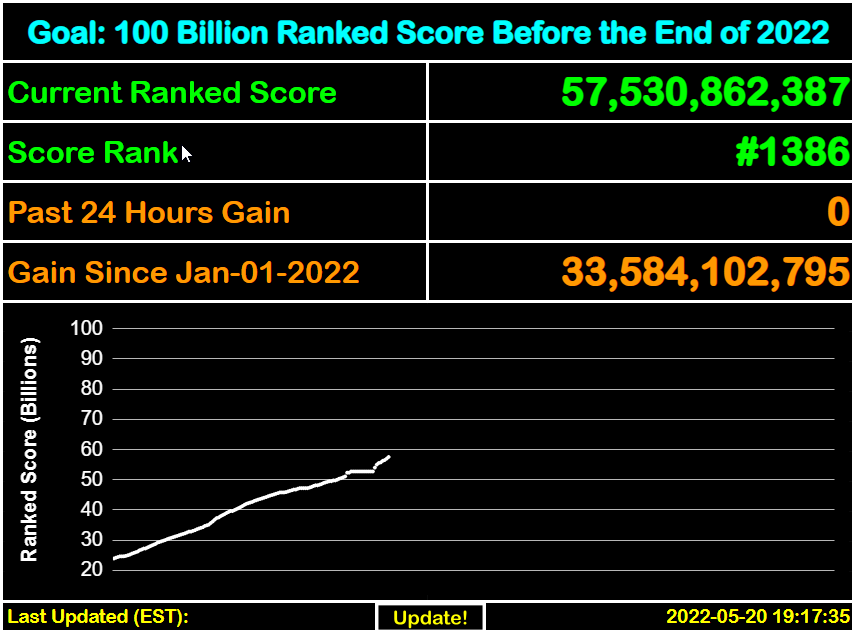 Goal: 100 Billion Ranked Score Before the End of 2022
Current Ranked Score 57,530,862,387
Score Rank #1386
Past 24 Hours Gain 0
Gain Since Jan-01-2022 33,584,102,795
Ranked Score (Billions)
100
90
80
70
60
50
40
30
20
Last Updated (EST): Update! 2022-05-20 19:17:35